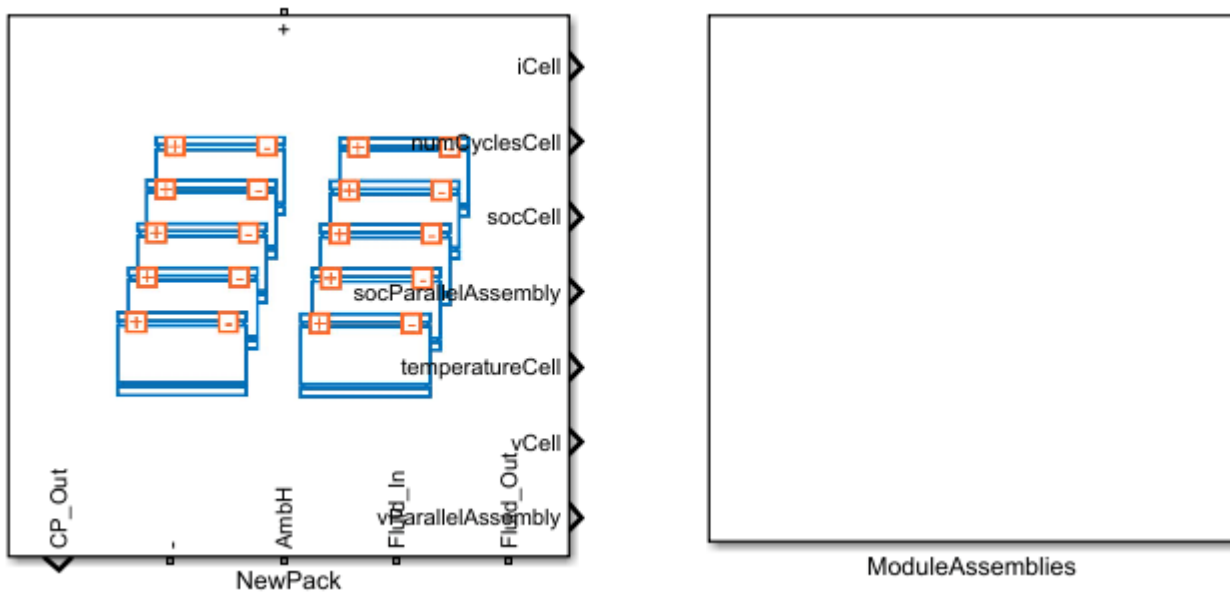 +
iCell
numCyclesCell
socCell
socParallelAssembly
temperatureCell
vCell
vParallelAssembly
+ -
+ -
+ -
+ -
+ -
+ -
+ -
+ -
+ -
+ -
CP_Out
-
AmbH
Fluid_In
Fluid_Out
NewPack
ModuleAssemblies